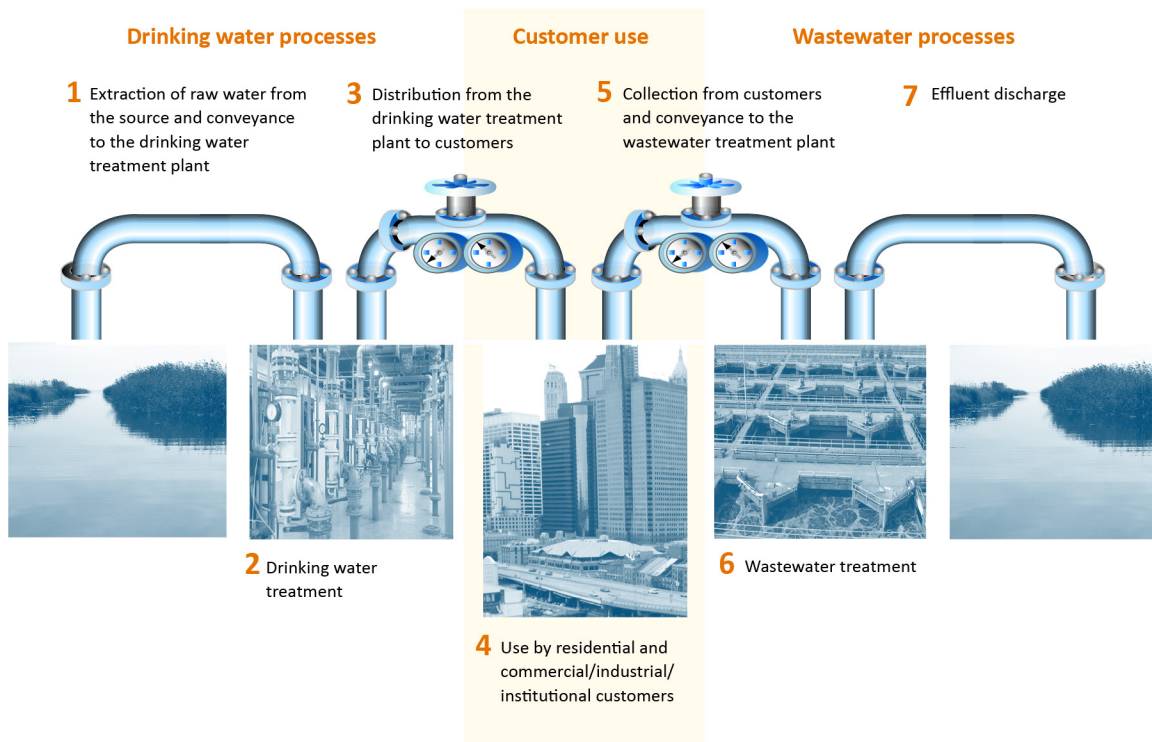 Drinking water processes
Customer use
Wastewater processes
1 Extraction of raw water from
the source and conveyance
to the drinking water
treatment plant
3 Distribution from the
drinking water treatment
plant to customers
5 Collection from customers
and conveyance to the
wastewater treatment plant
7 Effluent discharge
2 Drinking water
treatment
6 Wastewater treatment
4 Use by residential and
commercial/industrial/
institutional customers